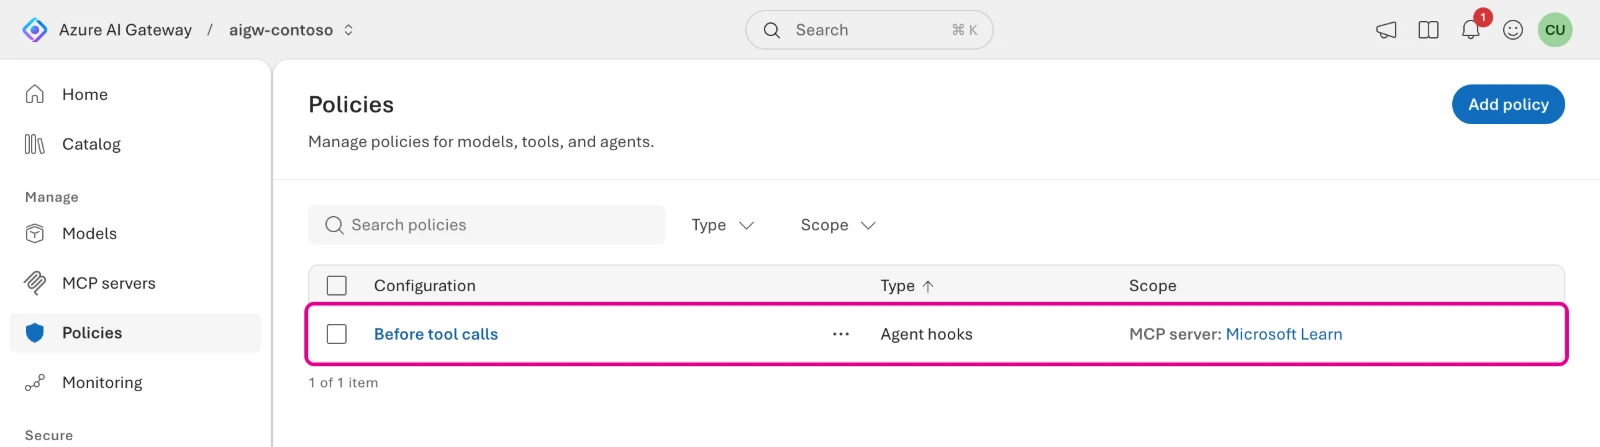 Azure AI Gateway / aigw-contoso
Search ⌘ K
1
CU
Home
Catalog
Manage
Models
MCP servers
Policies
Monitoring
Secure
Policies
Add policy
Manage policies for models, tools, and agents.
Search policies Type Scope
Configuration Type ↑ Scope
Before tool calls ··· Agent hooks MCP server: Microsoft Learn
1 of 1 item